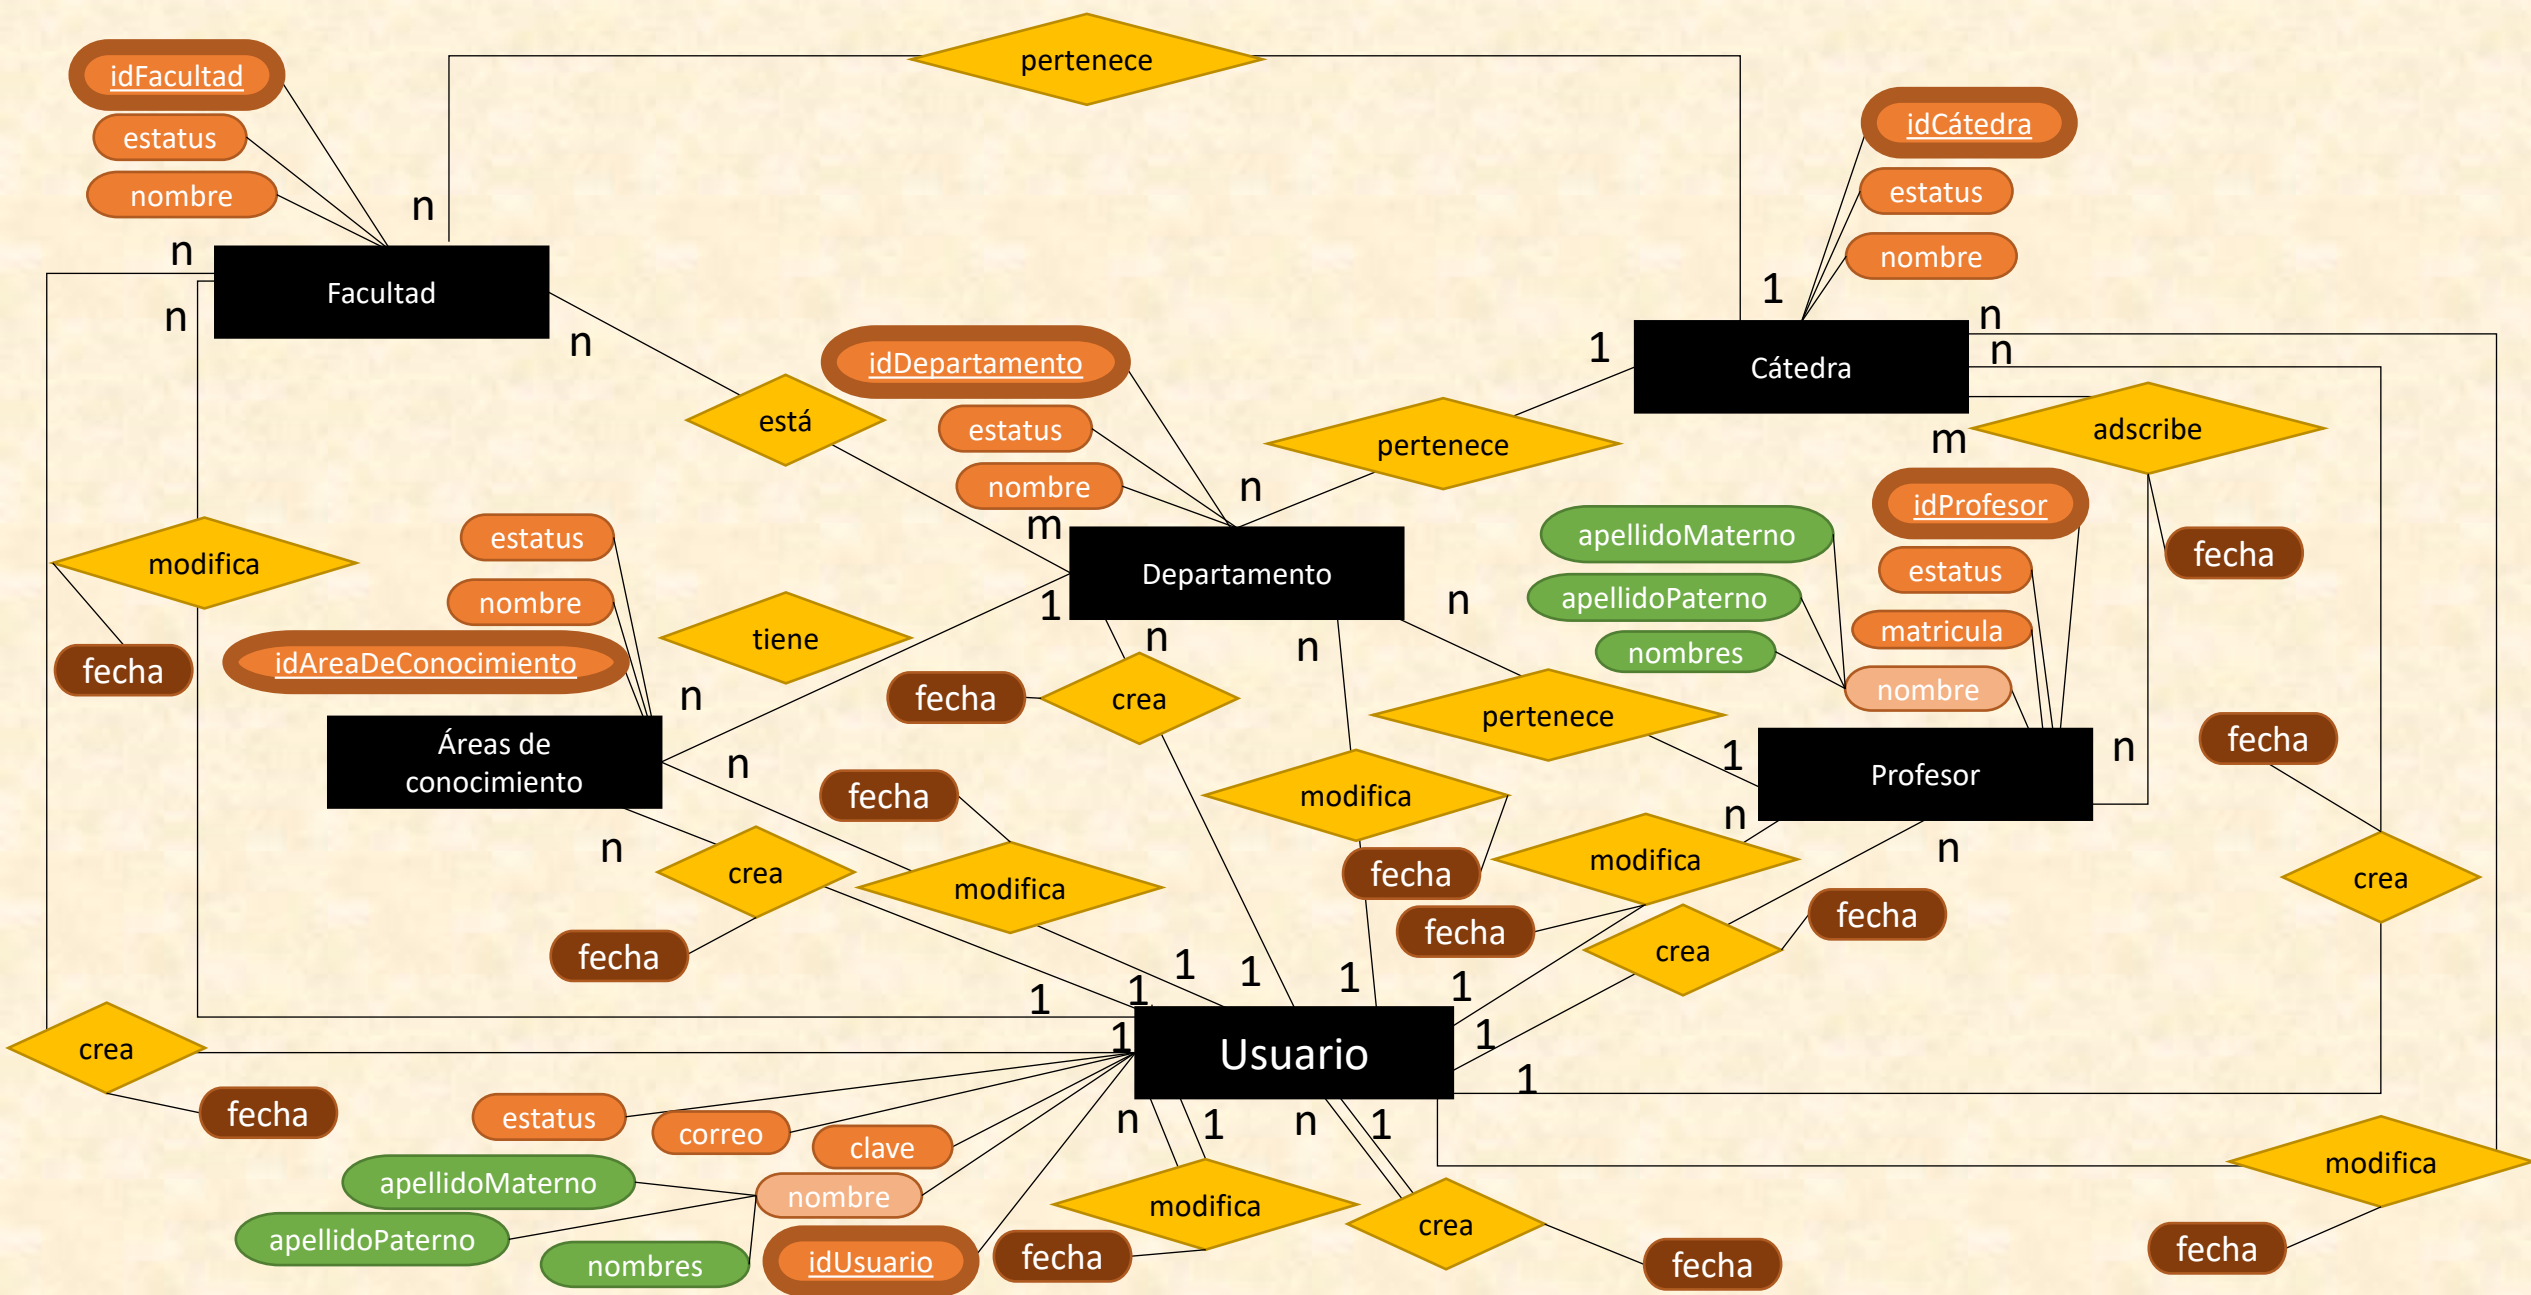 pertenece
idFacultad
estatus
nombre
n
n
n
Facultad
n
idCátedra
estatus
nombre
1
1
n
n
Cátedra
idDepartamento
estatus
nombre
está
pertenece
adscribe
m
n
m
idProfesor
apellidoMaterno
estatus
fecha
apellidoPaterno
matricula
nombres
nombre
estatus
nombre
idAreaDeConocimiento
modifica
fecha
tiene
Departamento
1
n
n
n
fecha
crea
pertenece
1
Profesor
n
fecha
n
n
Áreas de
conocimiento
fecha
modifica
n
n
n
crea
modifica
fecha
modifica
crea
fecha
fecha
crea
fecha
1
1
1
1
1
1
1
1
1
crea
Usuario
fecha
estatus
correo
clave
n
1
n
1
apellidoMaterno
nombre
modifica
modifica
apellidoPaterno
crea
nombres
idUsuario
fecha
fecha
fecha